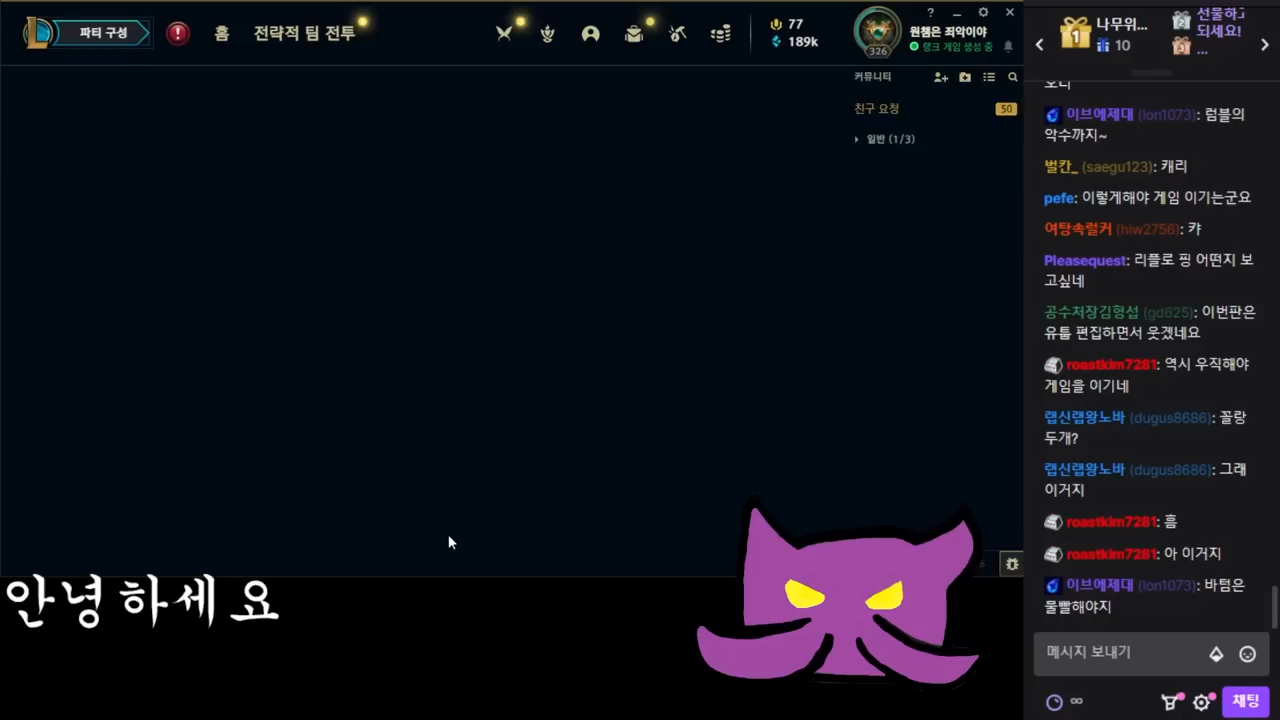 파티 구성
홈
전략적 팀 전투
77
189k
326
원챔은 죄악이야
랭크 게임 생성 중
커뮤니티
친구 요청
50
일반 (1/3)
안녕하세요
1
나무위...
10
2
선물하고
되세요!
3
...
이브에제대 (lon1073): 럼블의
악수까지~
벌칸_ (saegu123): 캐리
pefe: 이렇게해야 게임 이기는군요
여탕속럴커 (hiw2756): 캬
Pleasequest: 리플로 핑 어떤지 보
고싶네
공수처장김형섭 (gd625): 이번판은
유튭 편집하면서 웃겠네요
roastkim7281: 역시 우직해야
게임을 이기네
랩신랩왕노바 (dugus8686): 꼴랑
두개?
랩신랩왕노바 (dugus8686): 그래
이거지
roastkim7281: 흠
roastkim7281: 아 이거지
이브에제대 (lon1073): 바텀은
물빨해야지
메시지 보내기
채팅